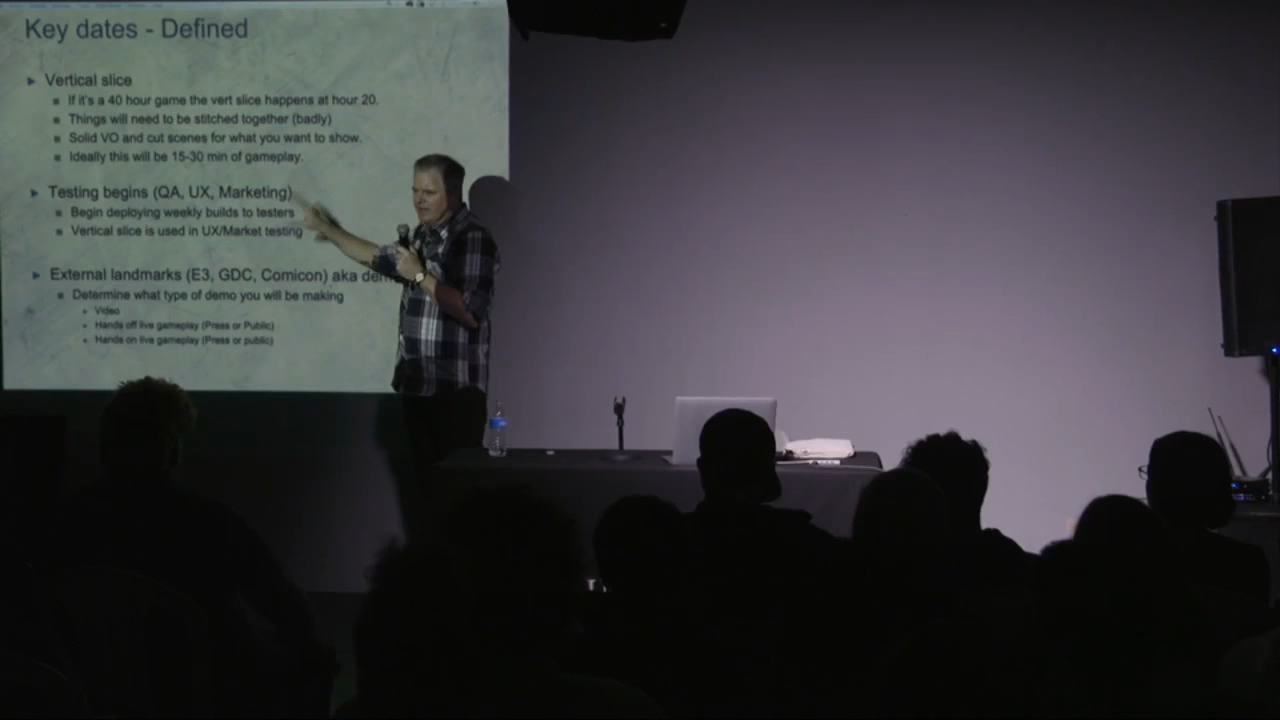 Key dates - Defined
Vertical slice
If it's a 40 hour game the vert slice happens at hour 20.
Things will need to be stitched together (badly)
Solid VO and cut scenes for what you want to show.
Ideally this will be 15-30 min of gameplay.
Testing begins (QA, UX, Marketing)
Begin deploying weekly builds to testers
Vertical slice is used in UX/Market testing
External landmarks (E3, GDC, Comicon) aka dem
Determine what type of demo you will be making
Video
Hands off live gameplay (Press or Public)
Hands on live gameplay (Press or public)